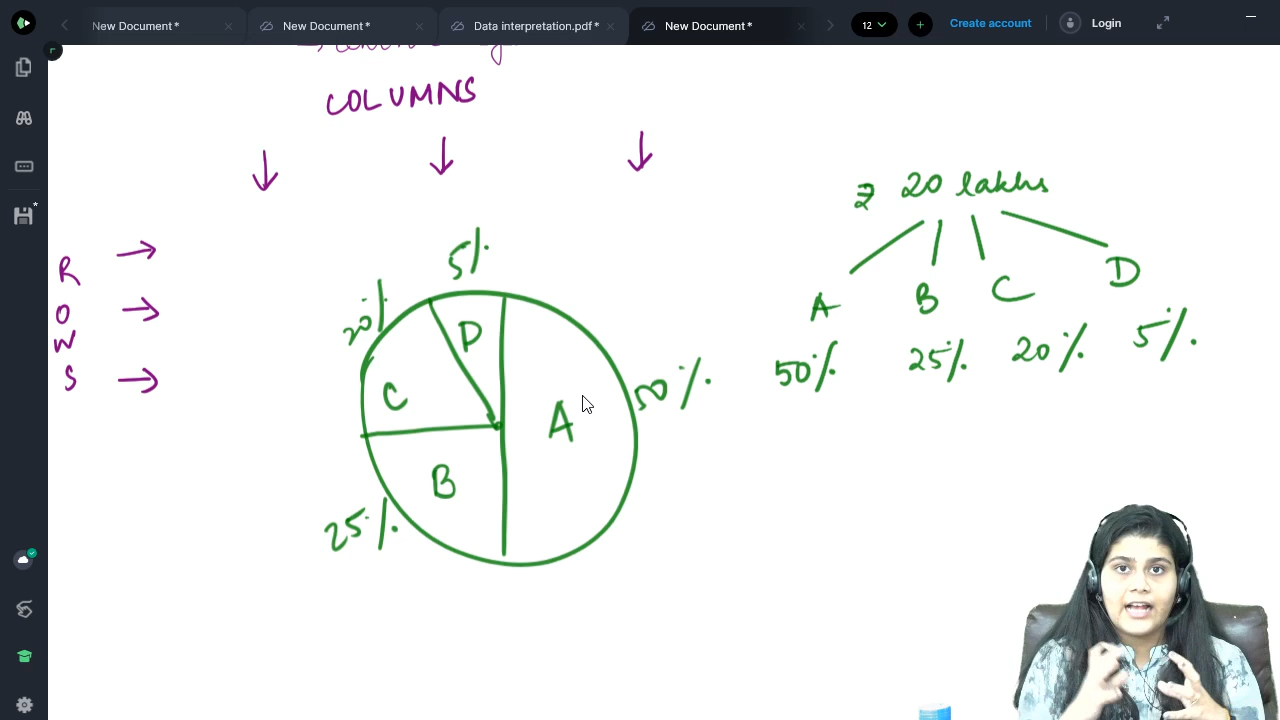 New Document*
New Document*
Data interpretation.pdf*
New Document*
12
Create account
Login
COLUMNS
ROWS
₹ 20 lakhs
A B C D
50% 25% 20% 5%
5%
20%
D
C
A
50%
B
25%